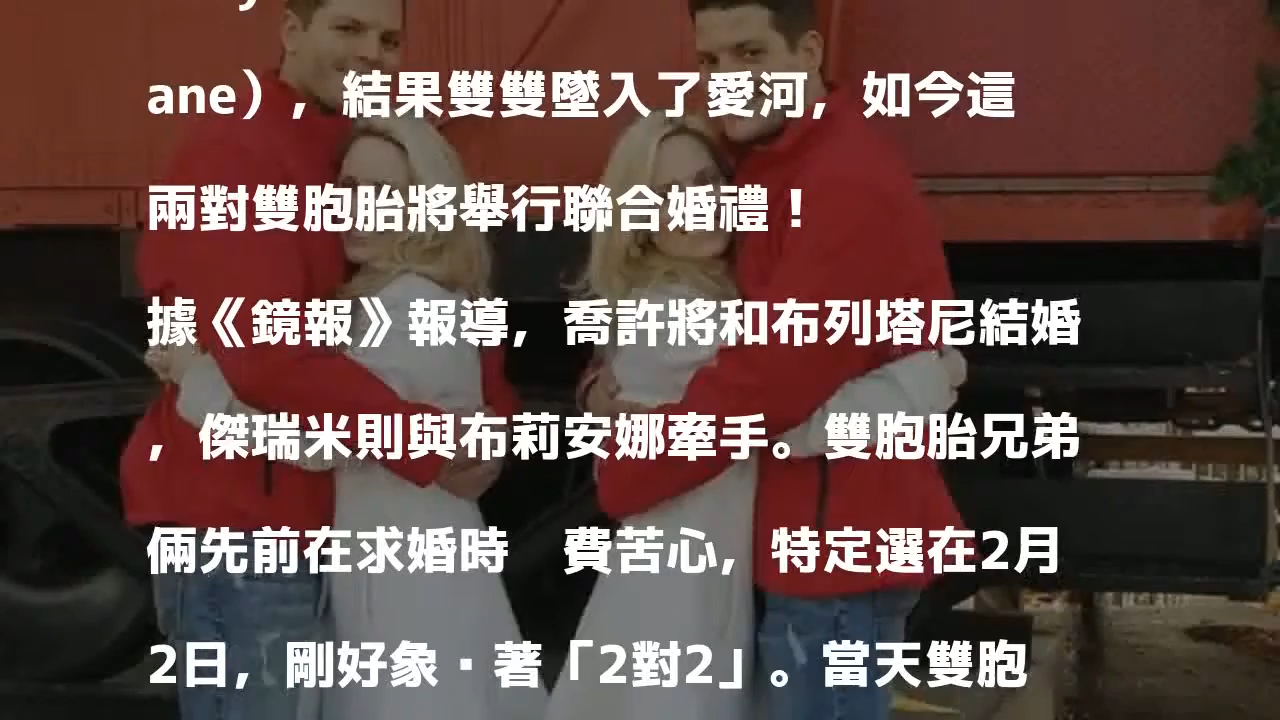 ane），結果雙雙墜入了愛河，如今這
兩對雙胞胎將舉行聯合婚禮！
據《鏡報》報導，喬許將和布列塔尼結婚
，傑瑞米則與布莉安娜牽手。雙胞胎兄弟
倆先前在求婚時　費苦心，特定選在2月
2日，剛好象▪著「2對2」。當天雙胞